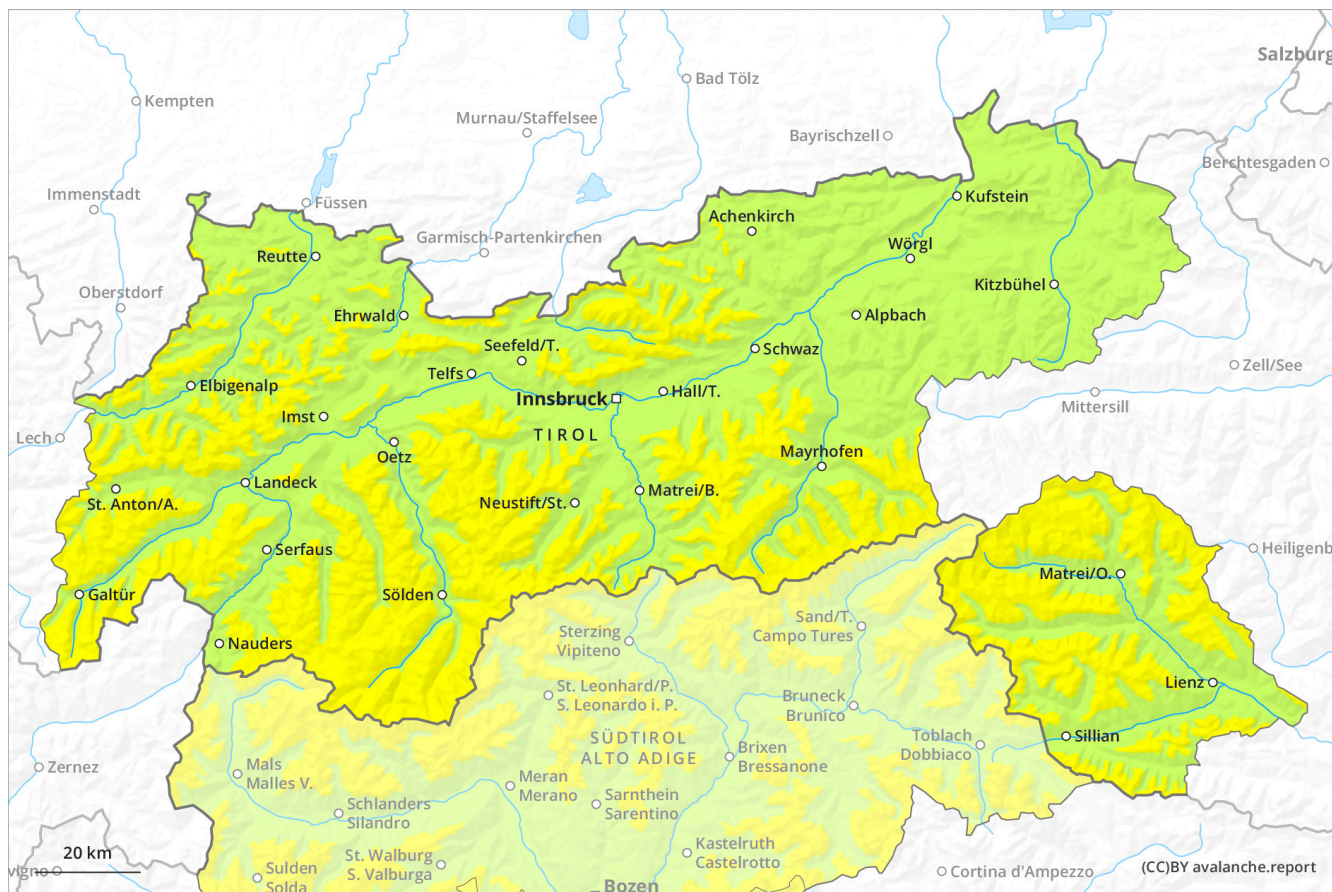 Salzburg
Bad Tölz
Kempten
Murnau/Staffelsee
Bayrischzell
Berchtesgaden
Immenstadt
Füssen
Kufstein
Achenkirch
Garmisch-Partenkirchen
Wörgl
Reutte
Kitzbühel
Oberstdorf
Ehrwald
Alpbach
Seefeld/T.
Schwaz
Zell/See
Telfs
Elbigenalp
Hall/T.
Innsbruck
Mittersill
Imst
TIROL
Lech
Oetz
Mayrhofen
Landeck
Matrei/B.
St. Anton/A.
Neustift/St.
Serfaus
Heiligenb
Matrei/O.
Galtür
Sölden
Sand/T.
Campo Tures
Sterzing
Vipiteno
Nauders
Lienz
St. Leonhard/P.
S. Leonardo i. P.
Bruneck
Brunico
Sillian
SÜDTIROL
ALTO ADIGE
Toblach
Dobbiaco
Brixen
Bressanone
Zernez
Mals
Malles V.
Meran
Merano
Schlanders
Silandro
Sarnthein
Sarentino
20 km
St. Walburg
S. Valburga
Kastelruth
Castelrotto
vigno
Sulden
Solda
Bozen
Cortina d'Ampezzo
(CC)BY avalanche.report